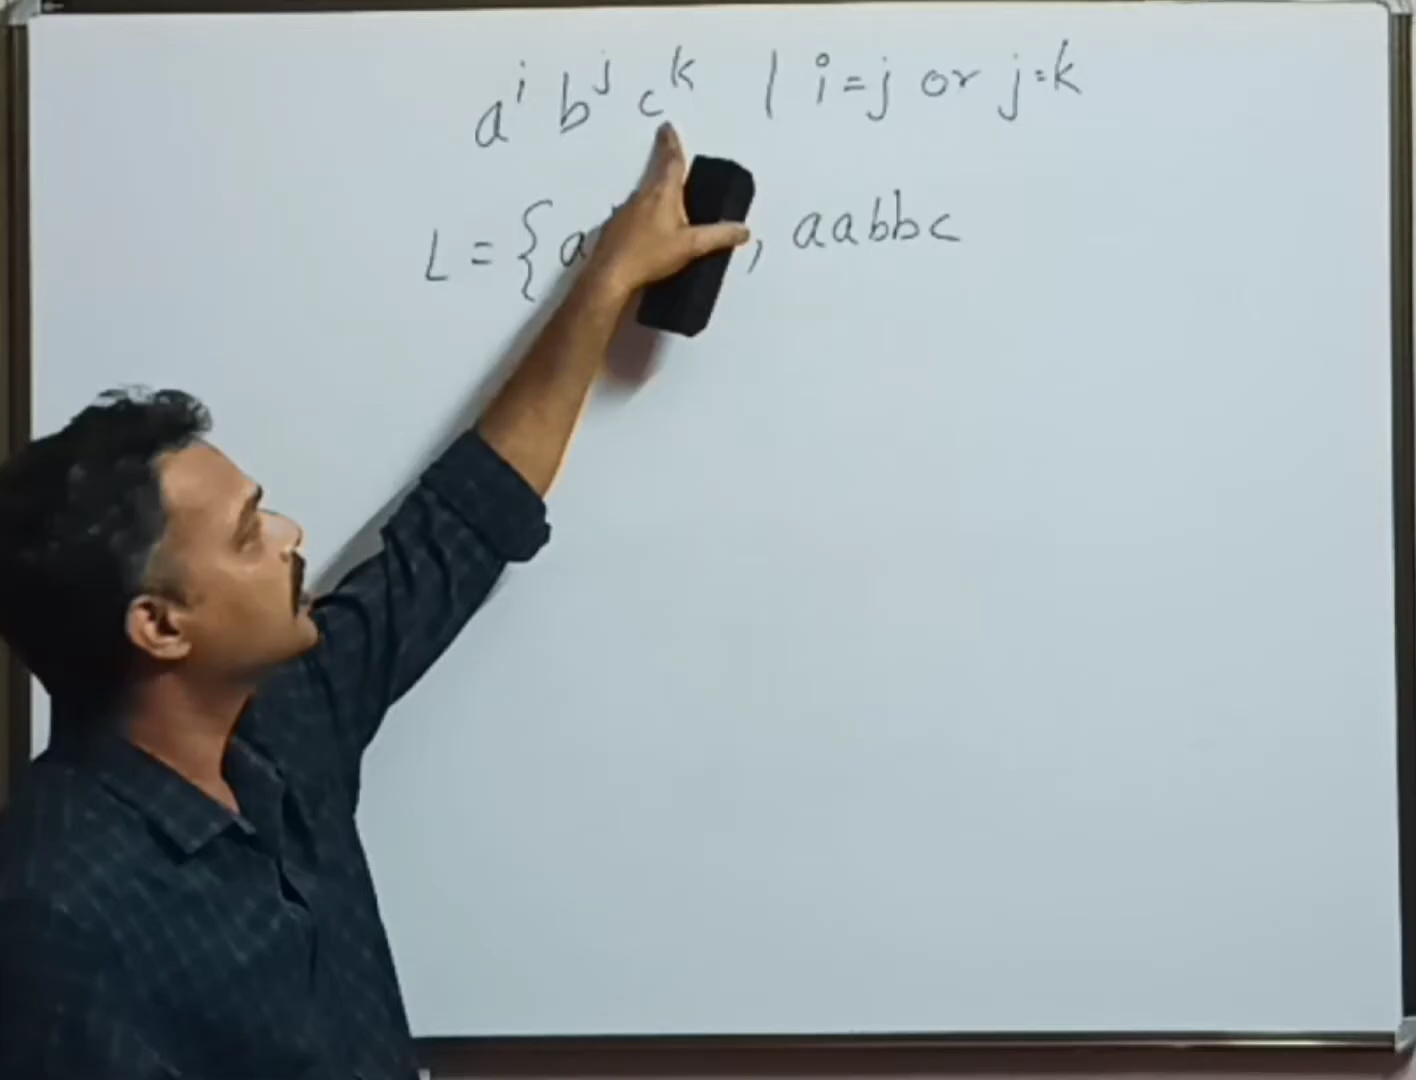 aⁱ bʲ cᵏ | i=j or j=k
L = { a , aabbc